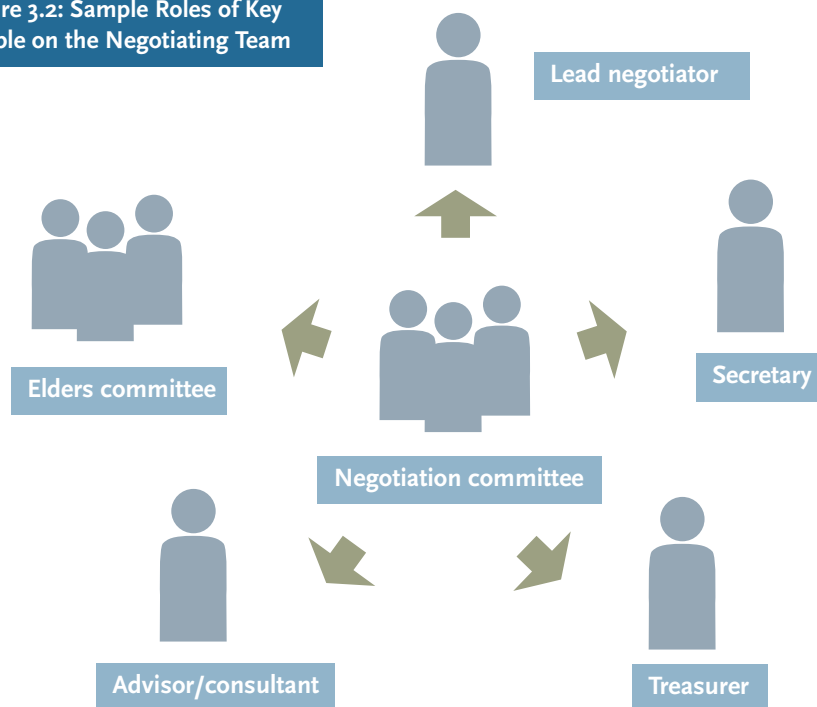 re 3.2: Sample Roles of Key
ple on the Negotiating Team
Lead negotiator
Elders committee
Secretary
Negotiation committee
Advisor/consultant
Treasurer